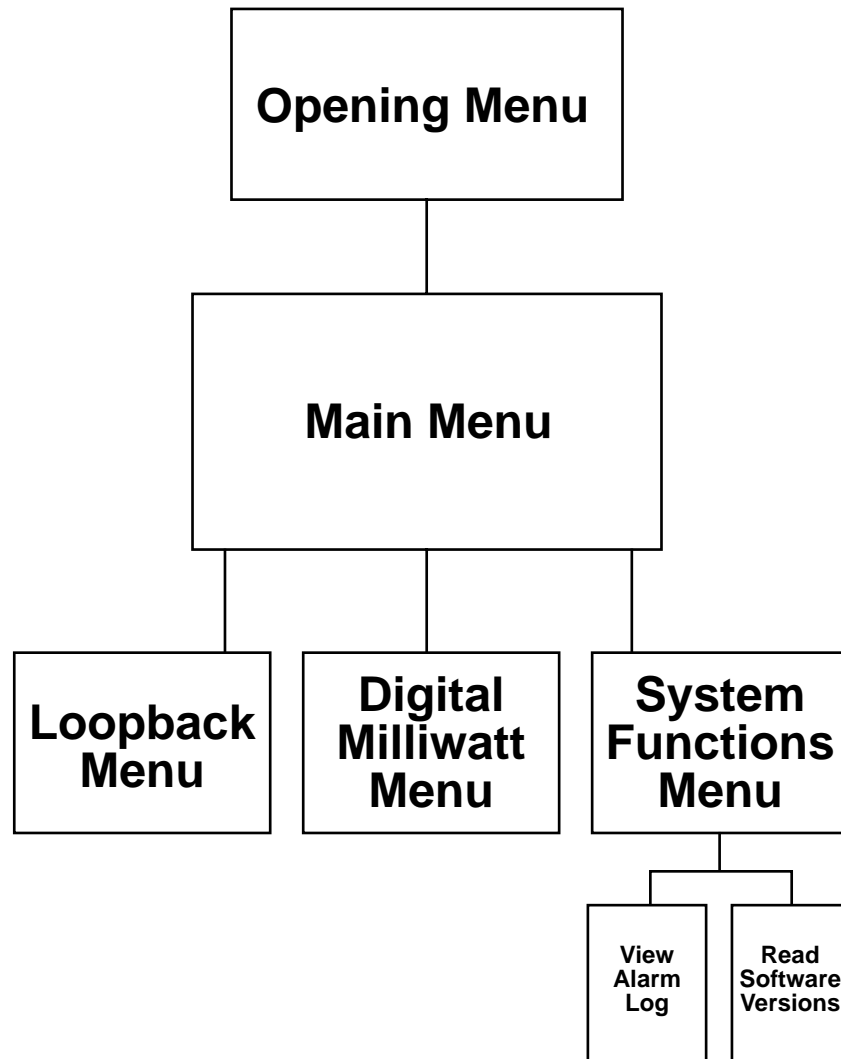 Opening Menu
Main Menu
Loopback
Menu
Digital
Milliwatt
Menu
System
Functions
Menu
View
Alarm
Log
Read
Software
Versions